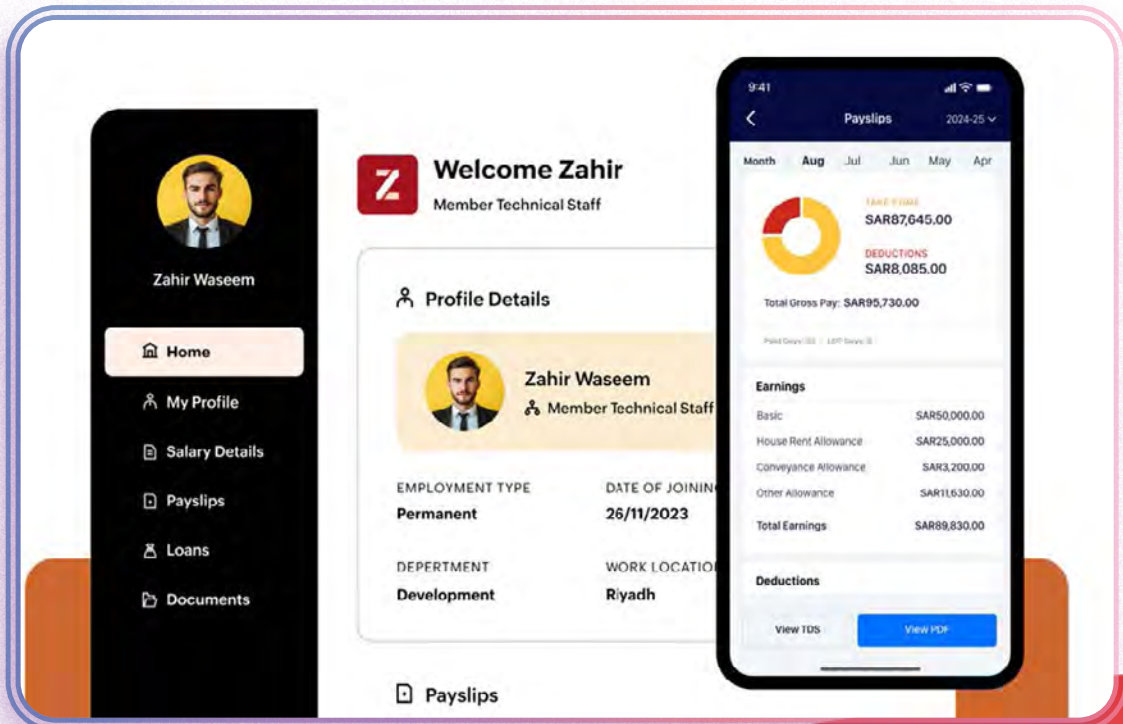 Zahir Waseem
Home
My Profile
Salary Details
Payslips
Loans
Documents
Z
Welcome Zahir
Member Technical Staff
Profile Details
Zahir Waseem
Member Technical Staff
EMPLOYMENT TYPE
DATE OF JOINING
Permanent
26/11/2023
DEPERTMENT
WORK LOCATION
Development
Riyadh
Payslips
9:41
Payslips 2024-25
Month Aug Jul Jun May Apr
TAKE HOME
SAR87,645.00
DEDUCTIONS
SAR8,085.00
Total Gross Pay: SAR95,730.00
Earnings
Basic SAR50,000.00
House Rent Allowance SAR25,000.00
Conveyance Allowance SAR3,200.00
Other Allowance SAR11,630.00
Total Earnings SAR89,830.00
Deductions
View TDS View PDF